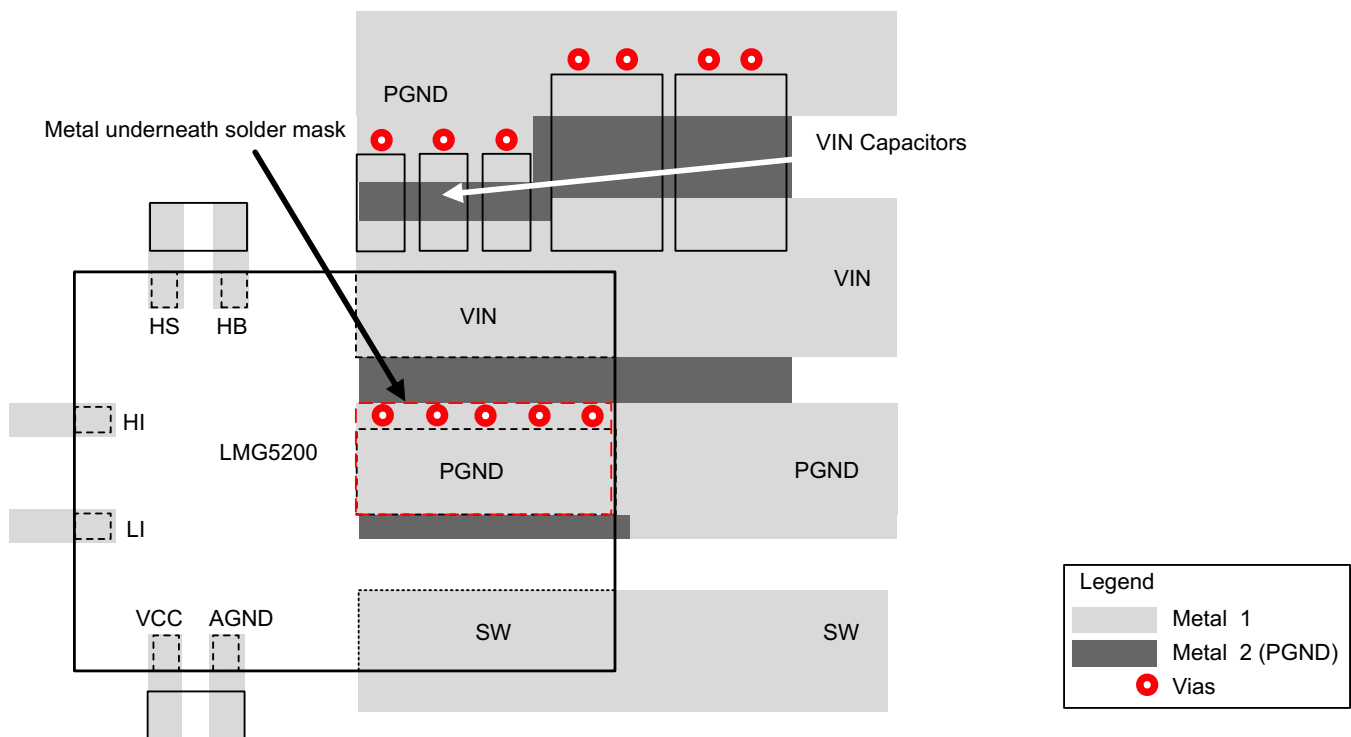 PGND
Metal underneath solder mask
VIN Capacitors
VIN
VIN
HS
HB
HI
LMG5200
PGND
PGND
LI
VCC
AGND
SW
SW
Legend
Metal 1
Metal 2 (PGND)
Vias